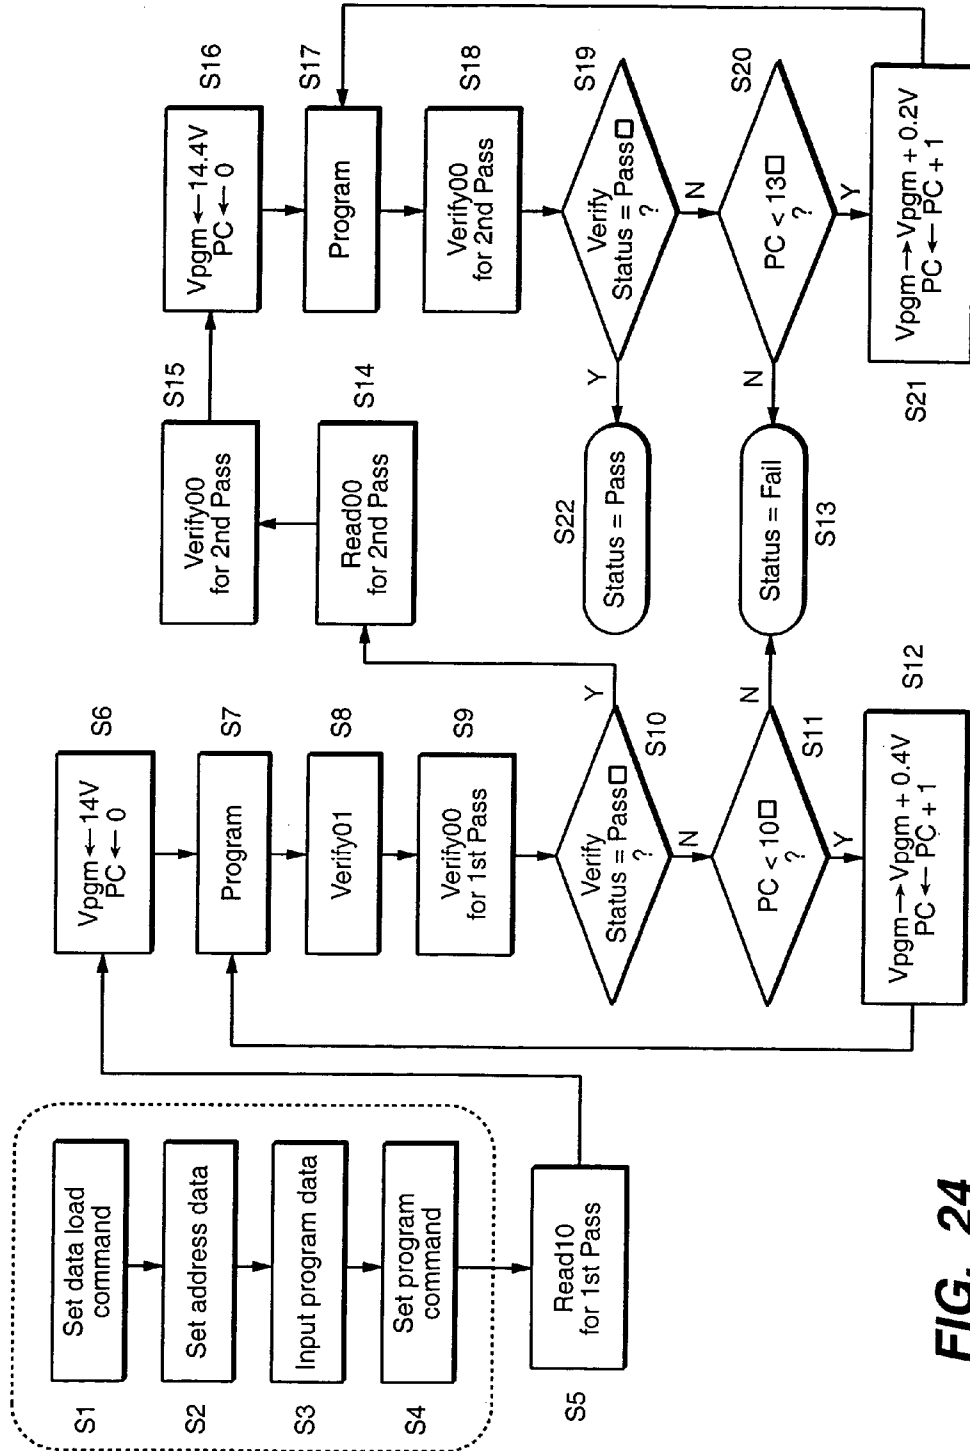 S1
Set data load
command
S2
Set address data
S3
Input program data
S4
Set program
command
S5
Read10
for 1st Pass
S6
Vpgm ← 14V
PC ← 0
S7
Program
S8
Verify01
S9
Verify00
for 1st Pass
S10
Verify
Status = Pass□
?
Y
N
S11
PC < 10□
?
N
Y
S12
Vpgm → Vpgm + 0.4V
PC ← PC + 1
S13
Status = Fail
S14
Read00
for 2nd Pass
S15
Verify00
for 2nd Pass
S16
Vpgm ← 14.4V
PC ← 0
S17
Program
S18
Verify00
for 2nd Pass
S19
Verify
Status = Pass□
?
Y
N
S22
Status = Pass
S20
PC < 13□
?
N
Y
S21
Vpgm → Vpgm + 0.2V
PC ← PC + 1
FIG. 24